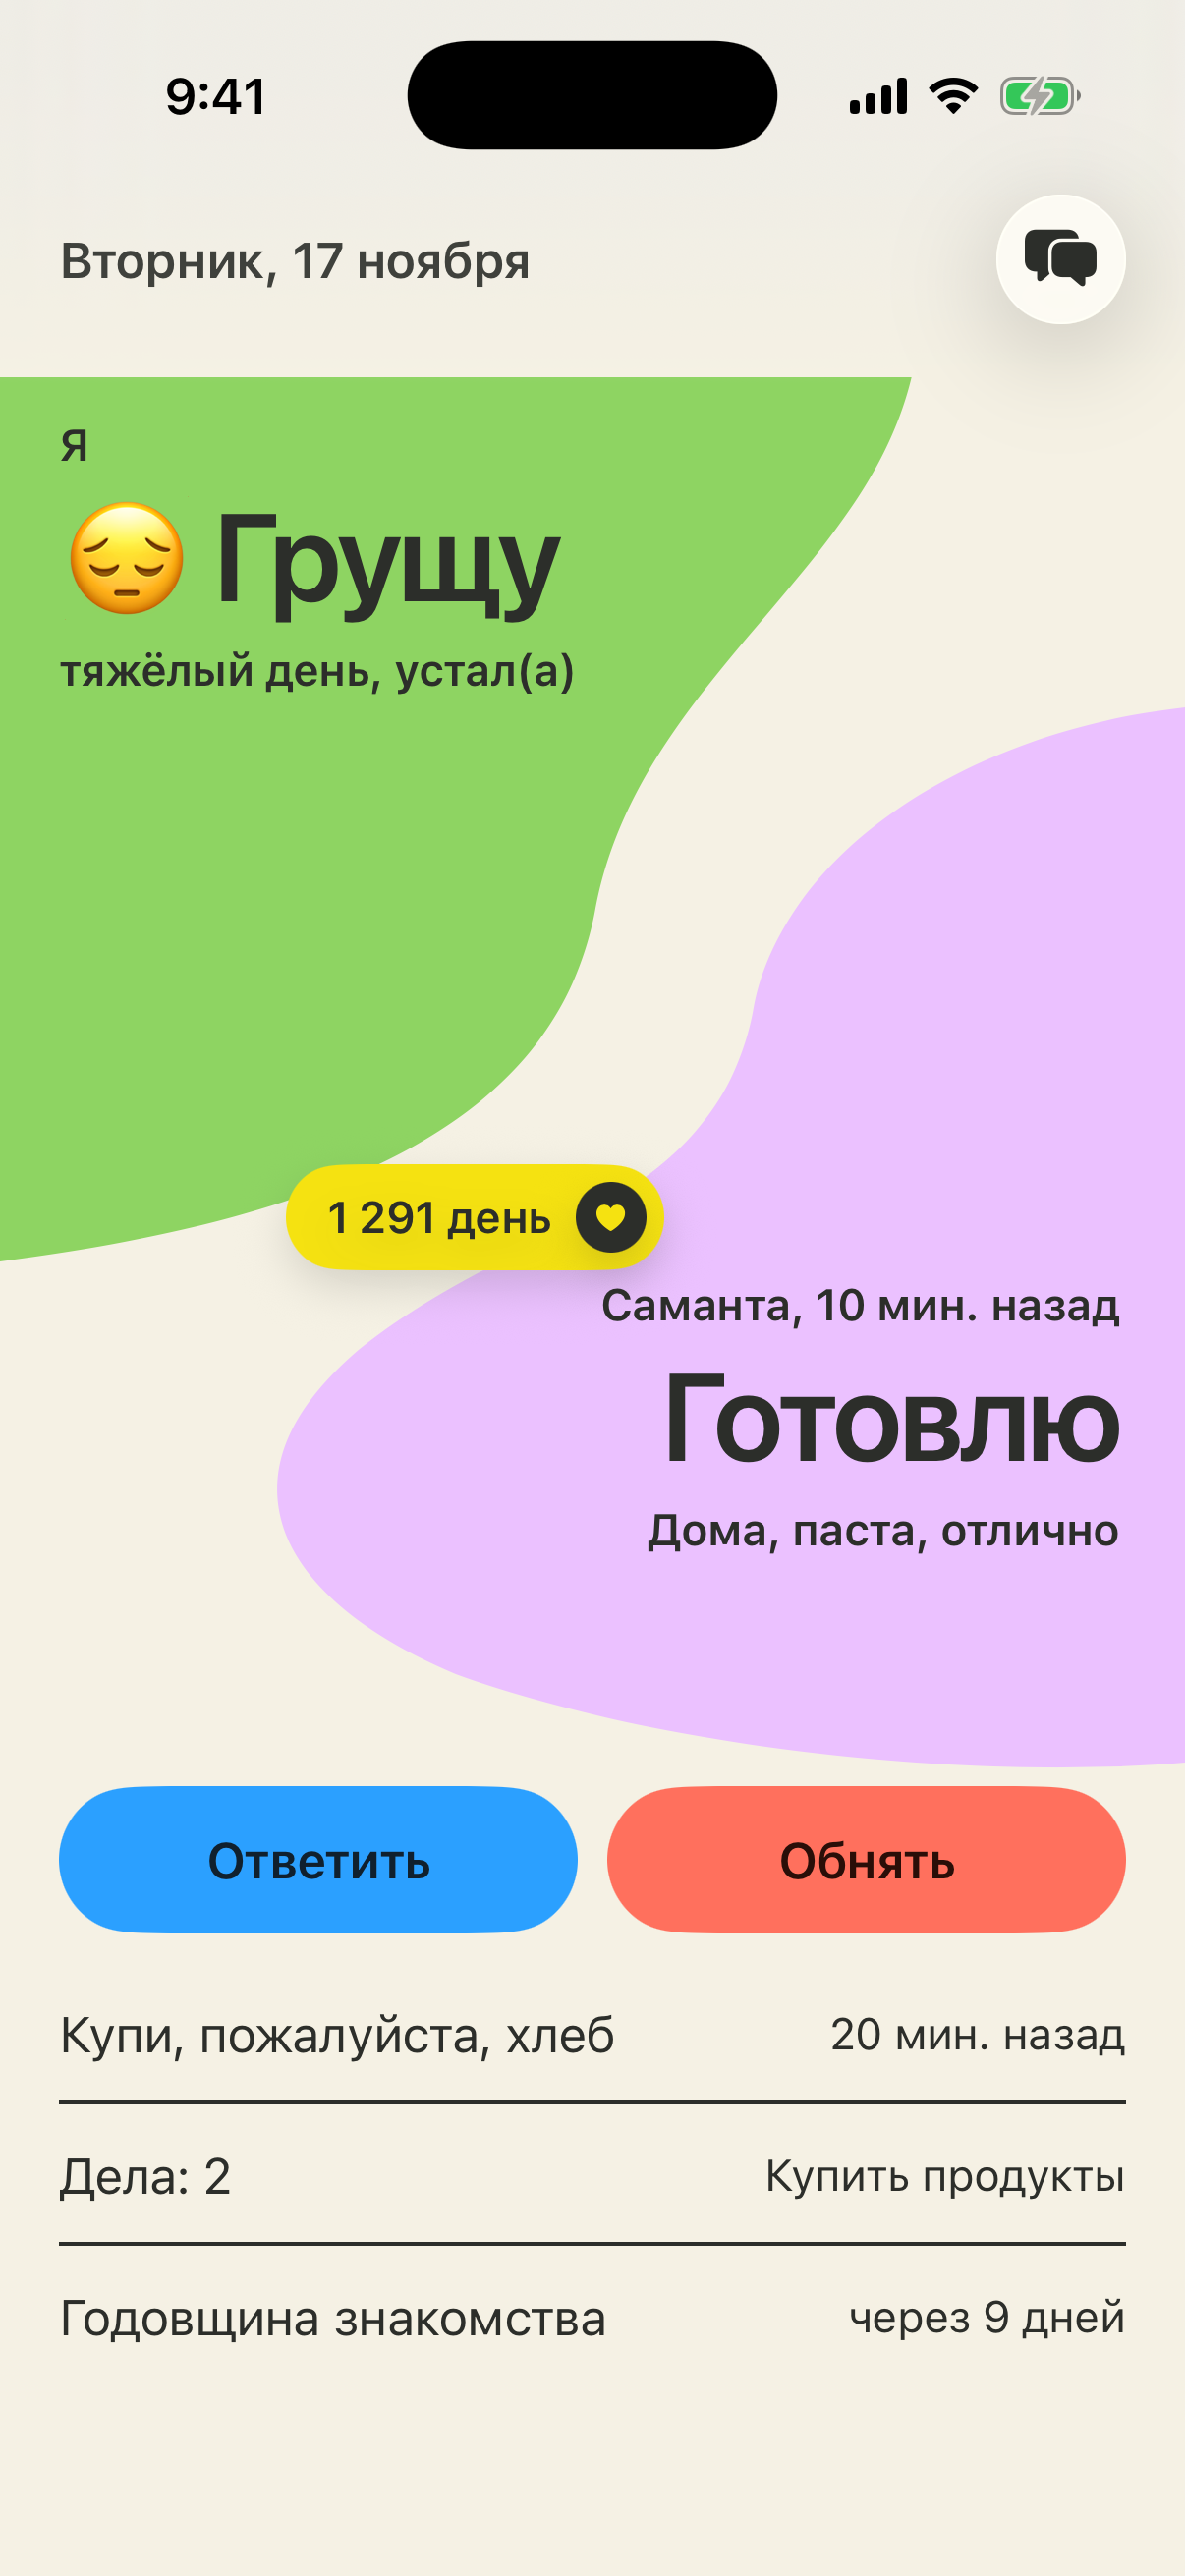 9:41
Вторник, 17 ноября
Я
😔 Грущу
тяжёлый день, устал(а)
1 291 день
Саманта, 10 мин. назад
Готовлю
Дома, паста, отлично
Ответить
Обнять
Купи, пожалуйста, хлеб
20 мин. назад
Дела: 2
Купить продукты
Годовщина знакомства
через 9 дней